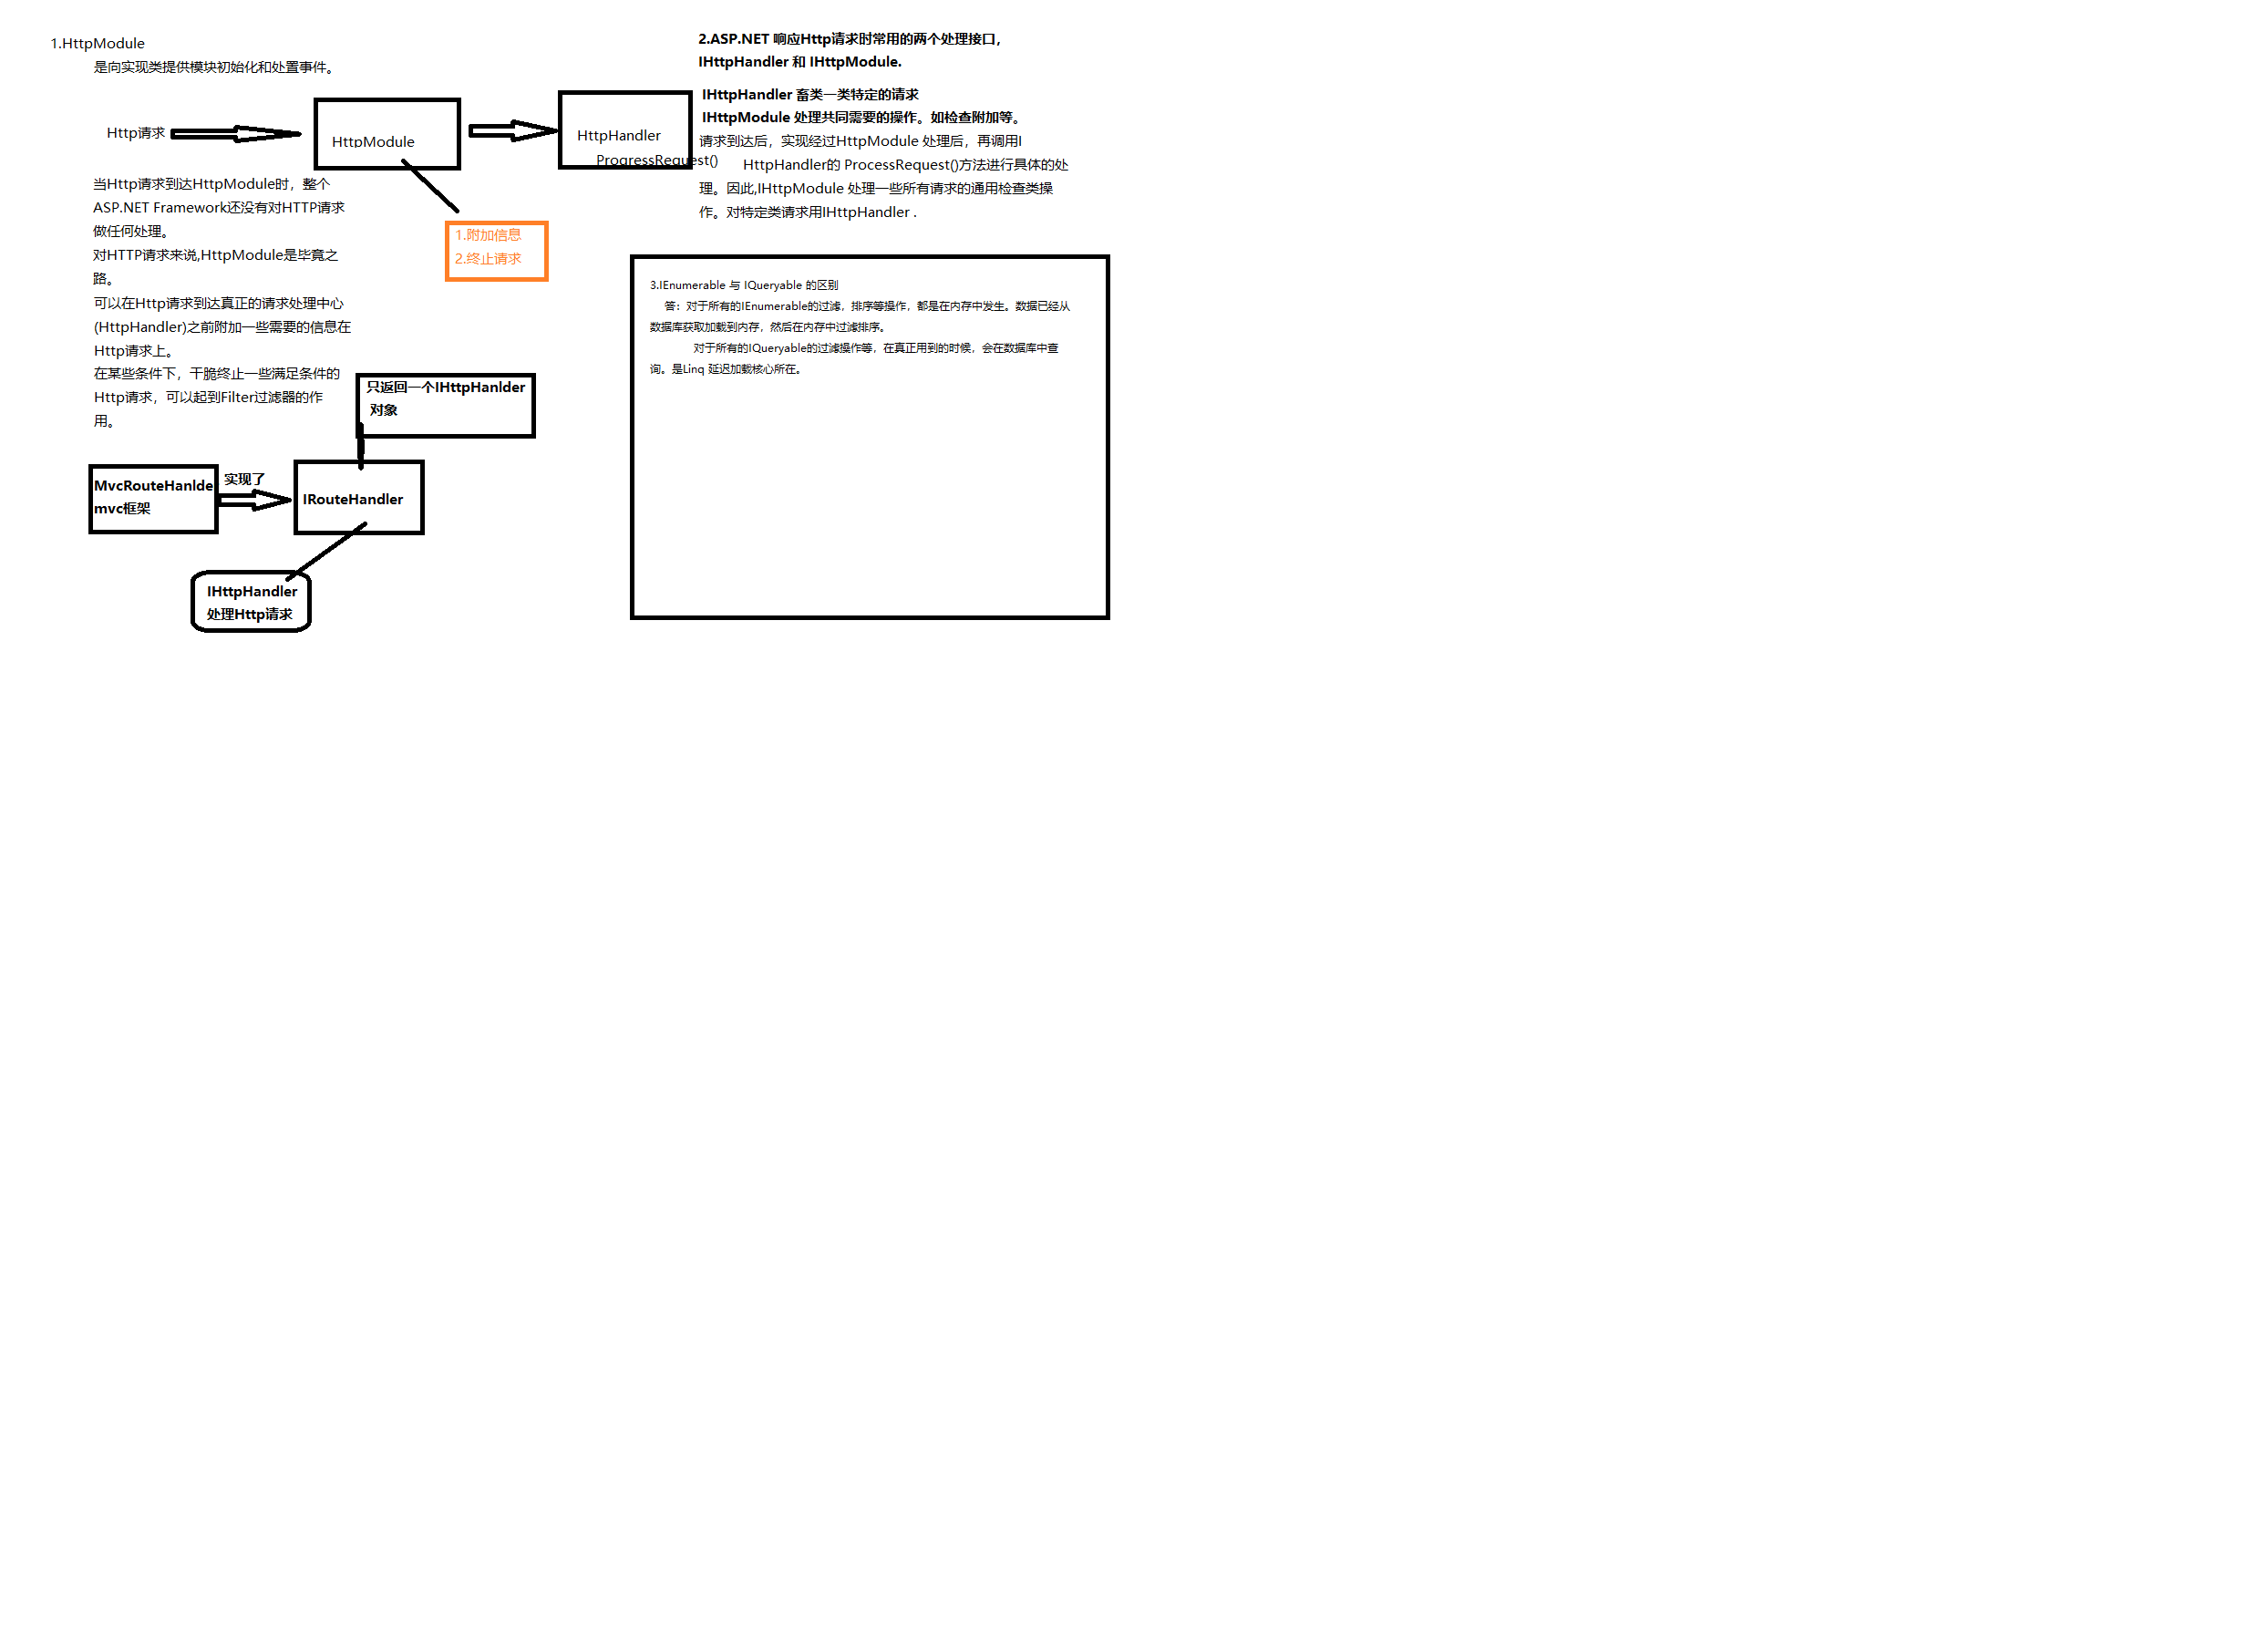 1.HttpModule
是向实现类提供模块初始化和处置事件。
Http请求
HttpModule
HttpHandler
ProgressRequest()
当Http请求到达HttpModule时，整个
ASP.NET Framework还没有对HTTP请求
做任何处理。
对HTTP请求来说,HttpModule是毕竟之
路。
可以在Http请求到达真正的请求处理中心
(HttpHandler)之前附加一些需要的信息在
Http请求上。
在某些条件下，干脆终止一些满足条件的
Http请求，可以起到Filter过滤器的作
用。
1.附加信息
2.终止请求
只返回一个IHttpHanlder
对象
MvcRouteHanlde
mvc框架
实现了
IRouteHandler
IHttpHandler
处理Http请求
2.ASP.NET 响应Http请求时常用的两个处理接口，
IHttpHandler 和 IHttpModule.
IHttpHandler 畜类一类特定的请求
IHttpModule 处理共同需要的操作。如检查附加等。
请求到达后，实现经过HttpModule 处理后，再调用I
HttpHandler的 ProcessRequest()方法进行具体的处
理。因此,IHttpModule 处理一些所有请求的通用检查类操
作。对特定类请求用IHttpHandler .
3.IEnumerable 与 IQueryable 的区别
答：对于所有的IEnumerable的过滤，排序等操作，都是在内存中发生。数据已经从
数据库获取加载到内存，然后在内存中过滤排序。
对于所有的IQueryable的过滤操作等，在真正用到的时候，会在数据库中查
询。是Linq 延迟加载核心所在。